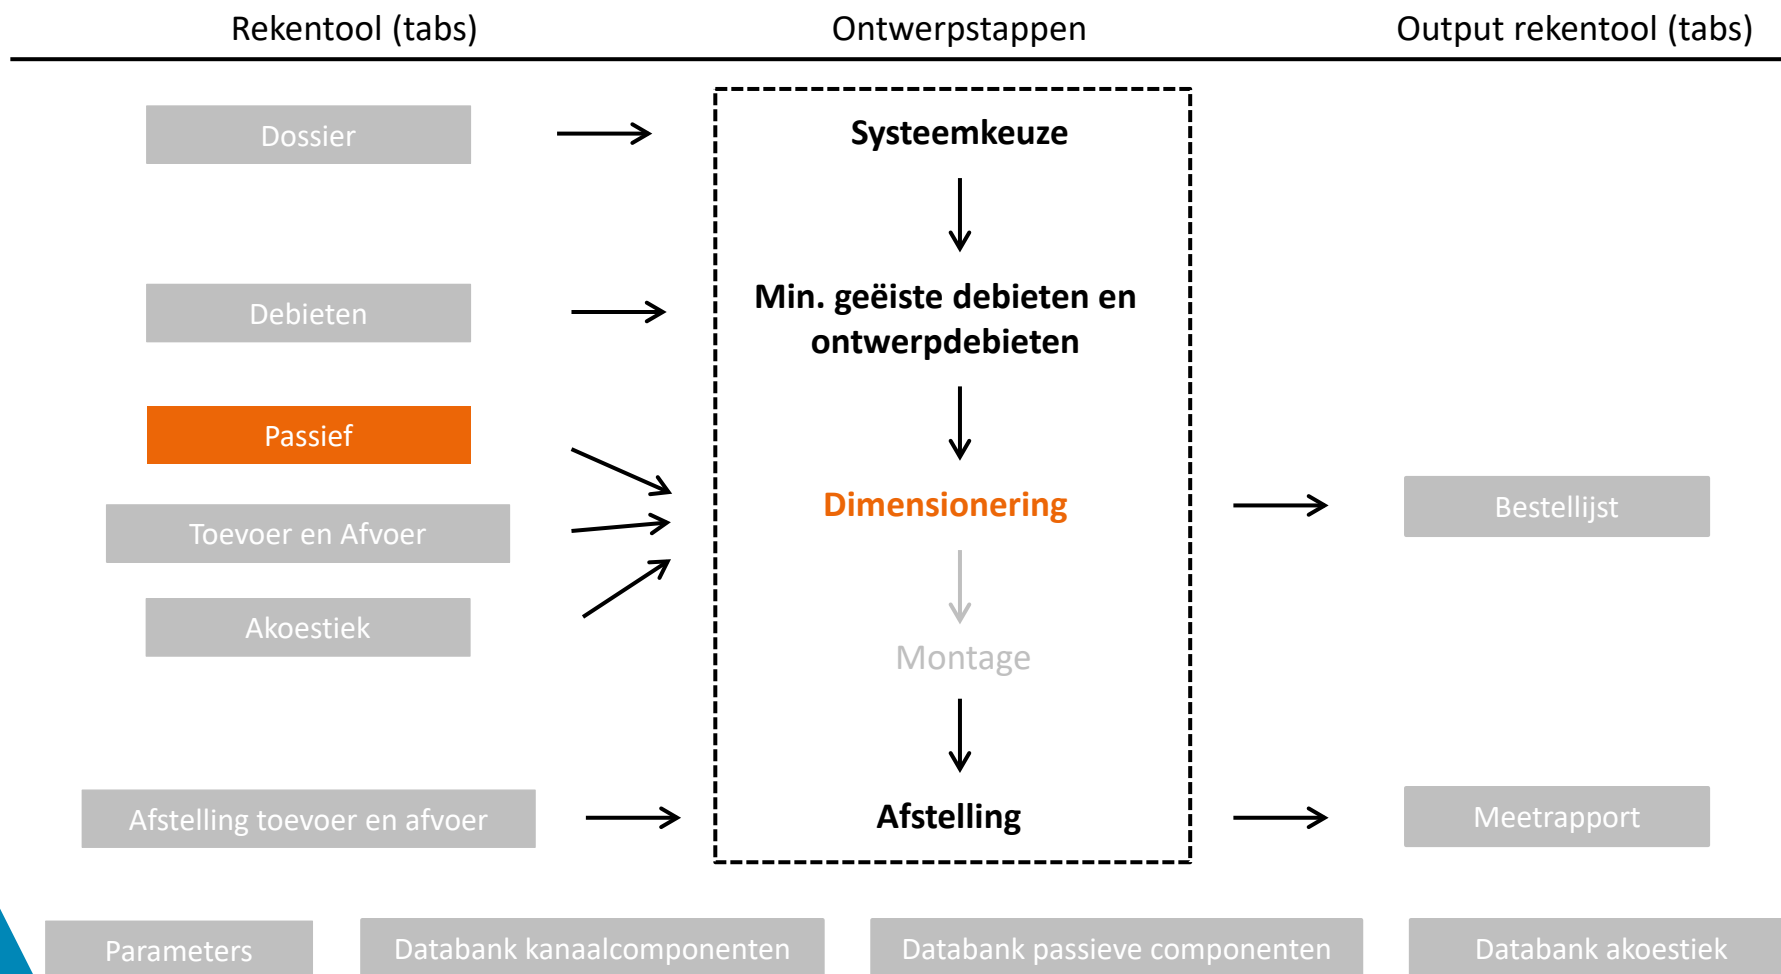 Rekentool (tabs)
Ontwerpstappen
Output rekentool (tabs)
Dossier
Systeemkeuze
Debieten
Min. geëiste debieten en
ontwerpdebieten
Passief
Toevoer en Afvoer
Akoestiek
Dimensionering
Bestellijst
Montage
Afstelling toevoer en afvoer
Afstelling
Meetrapport
Parameters
Databank kanaalcomponenten
Databank passieve componenten
Databank akoestiek